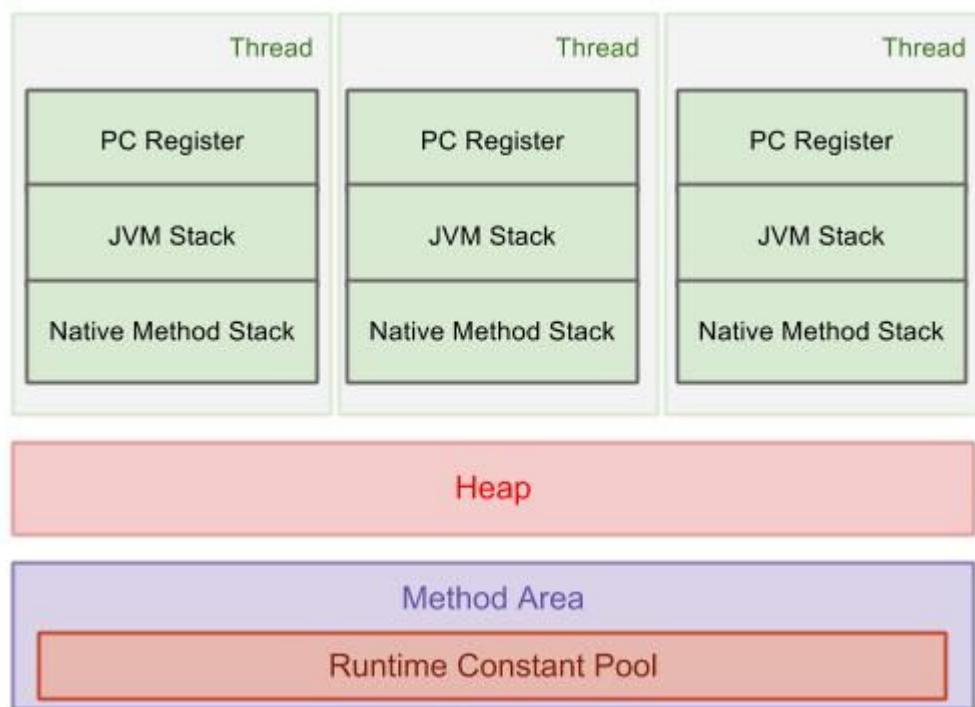 Thread
PC Register
JVM Stack
Native Method Stack
Thread
PC Register
JVM Stack
Native Method Stack
Thread
PC Register
JVM Stack
Native Method Stack
Heap
Method Area
Runtime Constant Pool